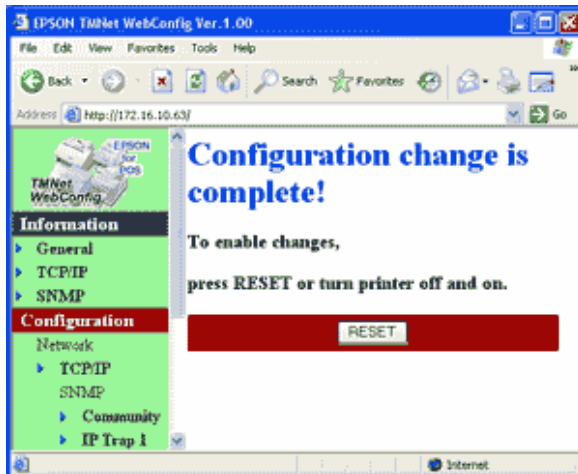 EPSON TMNet WebConfig Ver.1.00
File Edit View Favorites Tools Help
Back Search Favorites
Address http://172.16.10.63/ Go
EPSON
for
POS
TMNet
WebConfig
Information
General
TCP/IP
SNMP
Configuration
Network
TCP/IP
SNMP
Community
IP Trap 1
Configuration change is
complete!
To enable changes,
press RESET or turn printer off and on.
RESET
Internet